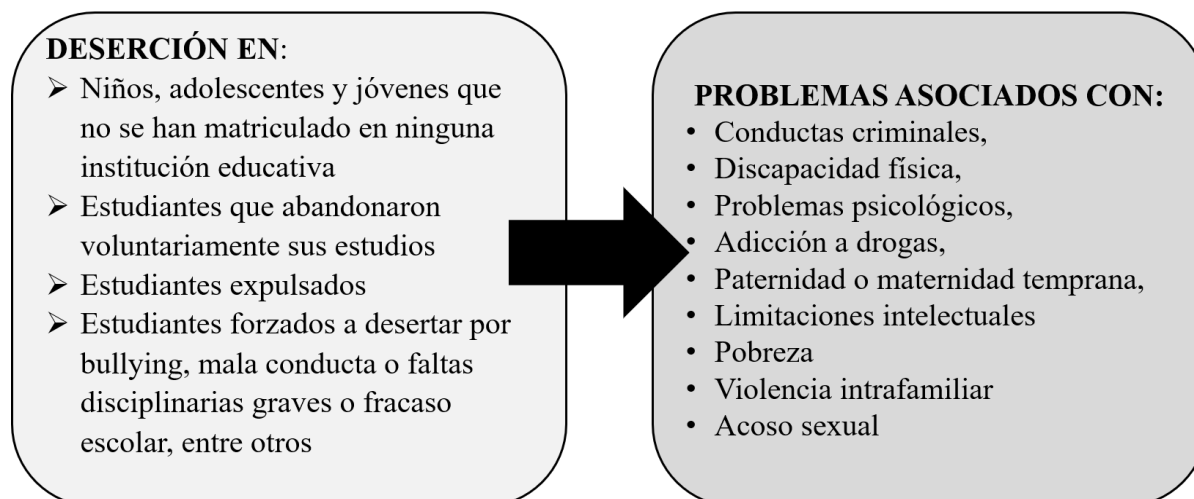 DESERCIÓN EN:
➢ Niños, adolescentes y jóvenes que
no se han matriculado en ninguna
institución educativa
➢ Estudiantes que abandonaron
voluntariamente sus estudios
➢ Estudiantes expulsados
➢ Estudiantes forzados a desertar por
bullying, mala conducta o faltas
disciplinarias graves o fracaso
escolar, entre otros
PROBLEMAS ASOCIADOS CON:
• Conductas criminales,
• Discapacidad física,
• Problemas psicológicos,
• Adicción a drogas,
• Paternidad o maternidad temprana,
• Limitaciones intelectuales
• Pobreza
• Violencia intrafamiliar
• Acoso sexual